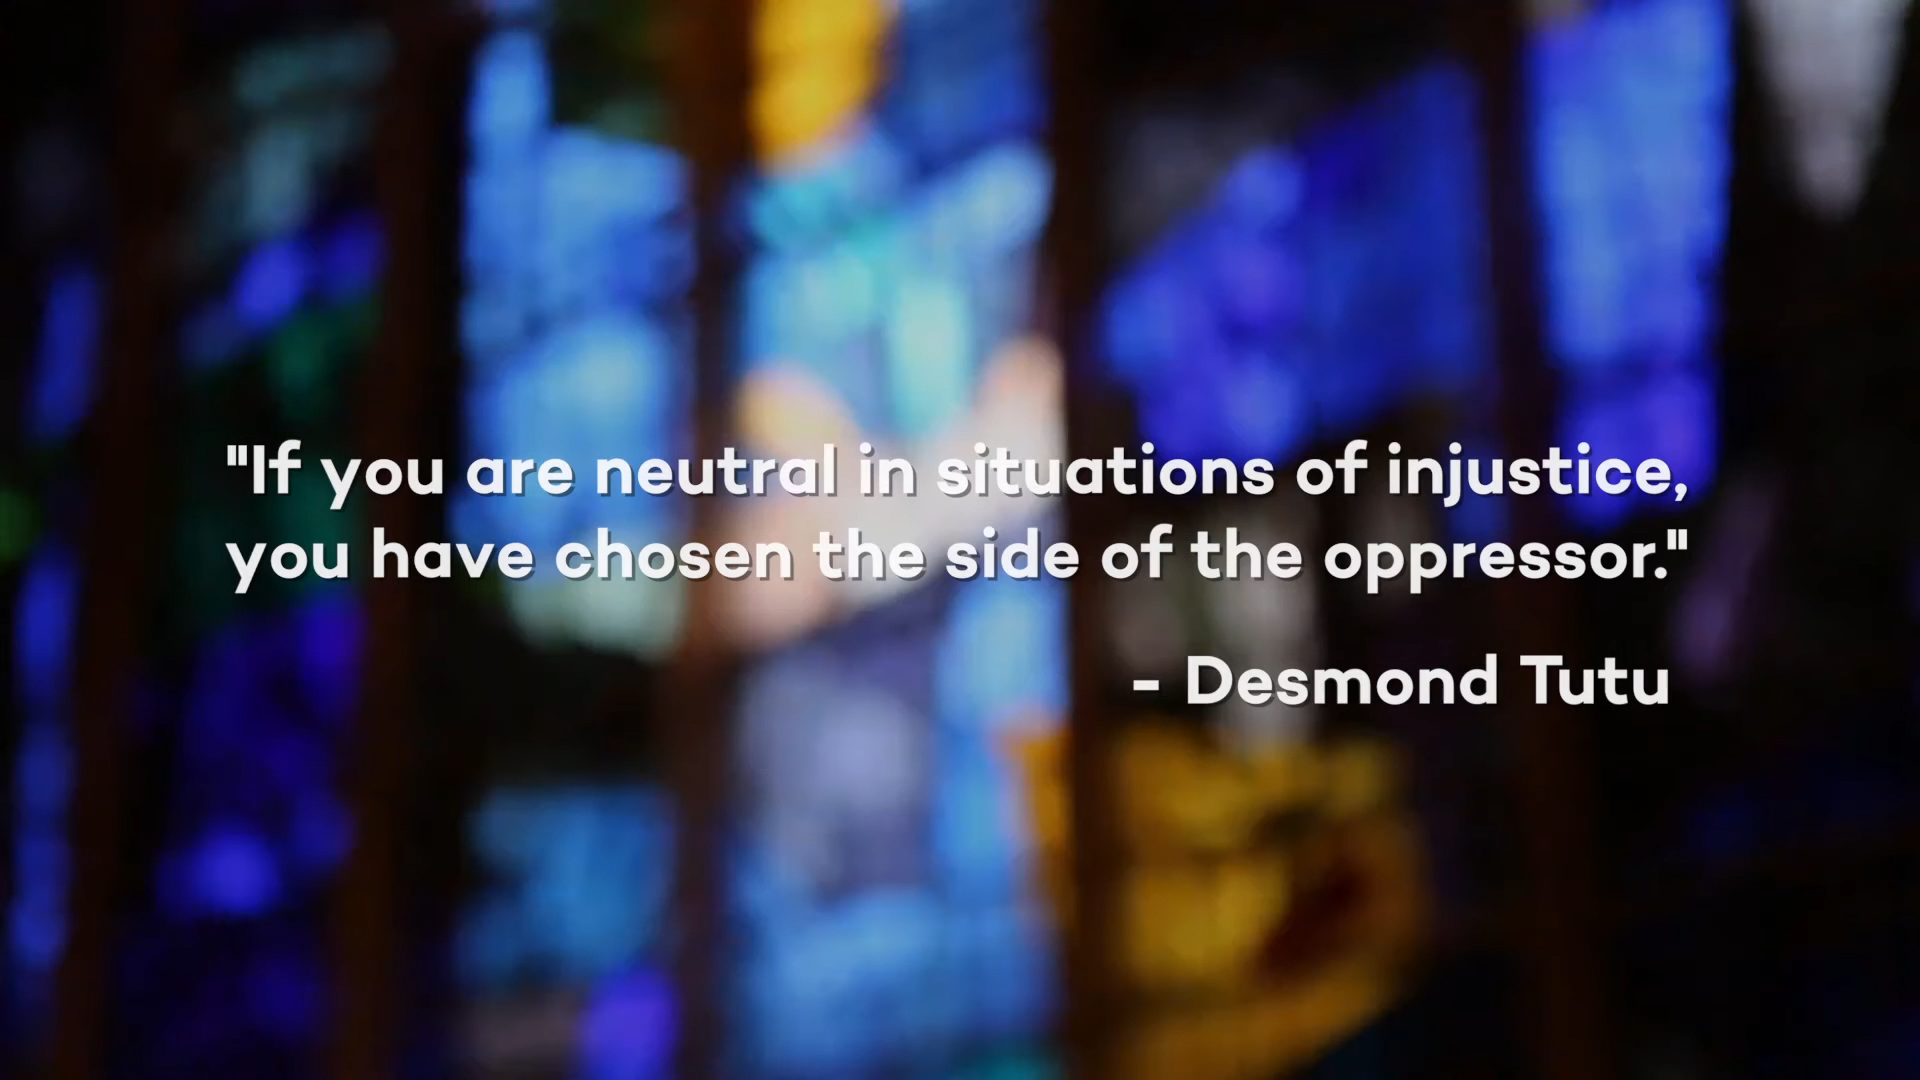 "If you are neutral in situations of injustice,
you have chosen the side of the oppressor."
- Desmond Tutu